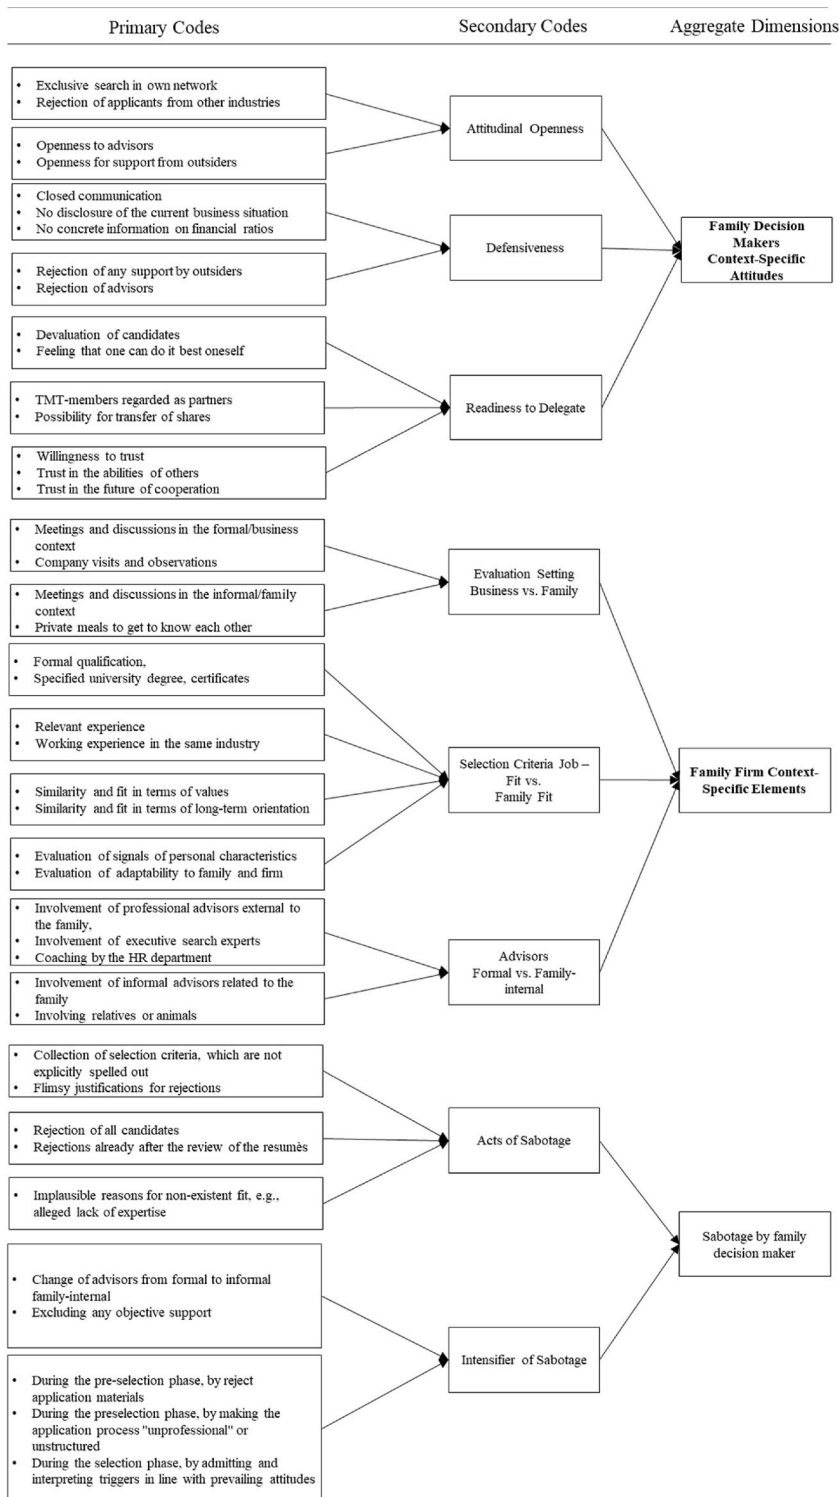 Primary Codes
Secondary Codes
Aggregate Dimensions
• Exclusive search in own network
• Rejection of applicants from other industries
• Openness to advisors
• Openness for support from outsiders
Attitudinal Openness
• Closed communication
• No disclosure of the current business situation
• No concrete information on financial ratios
• Rejection of any support by outsiders
• Rejection of advisors
Defensiveness
• Devaluation of candidates
• Feeling that one can do it best oneself
• TMT-members regarded as partners
• Possibility for transfer of shares
• Willingness to trust
• Trust in the abilities of others
• Trust in the future of cooperation
Readiness to Delegate
Family Decision
Makers
Context-Specific
Attitudes
• Meetings and discussions in the formal/business
context
• Company visits and observations
• Meetings and discussions in the informal/family
context
• Private meals to get to know each other
Evaluation Setting
Business vs. Family
• Formal qualification,
• Specified university degree, certificates
• Relevant experience
• Working experience in the same industry
• Similarity and fit in terms of values
• Similarity and fit in terms of long-term orientation
• Evaluation of signals of personal characteristics
• Evaluation of adaptability to family and firm
Selection Criteria Job –
Fit vs.
Family Fit
• Involvement of professional advisors external to
the family,
• Involvement of executive search experts
• Coaching by the HR department
• Involvement of informal advisors related to the
family
• Involving relatives or animals
Advisors
Formal vs. Family-
internal
Family Firm Context-
Specific Elements
• Collection of selection criteria, which are not
explicitly spelled out
• Flimsy justifications for rejections
• Rejection of all candidates
• Rejections already after the review of the resumès
• Implausible reasons for non-existent fit, e.g.,
alleged lack of expertise
Acts of Sabotage
• Change of advisors from formal to informal
family-internal
• Excluding any objective support
• During the pre-selection phase, by reject
application materials
• During the preselection phase, by making the
application process "unprofessional" or
unstructured
• During the selection phase, by admitting and
interpreting triggers in line with prevailing attitudes
Intensifier of Sabotage
Sabotage by family
decision maker